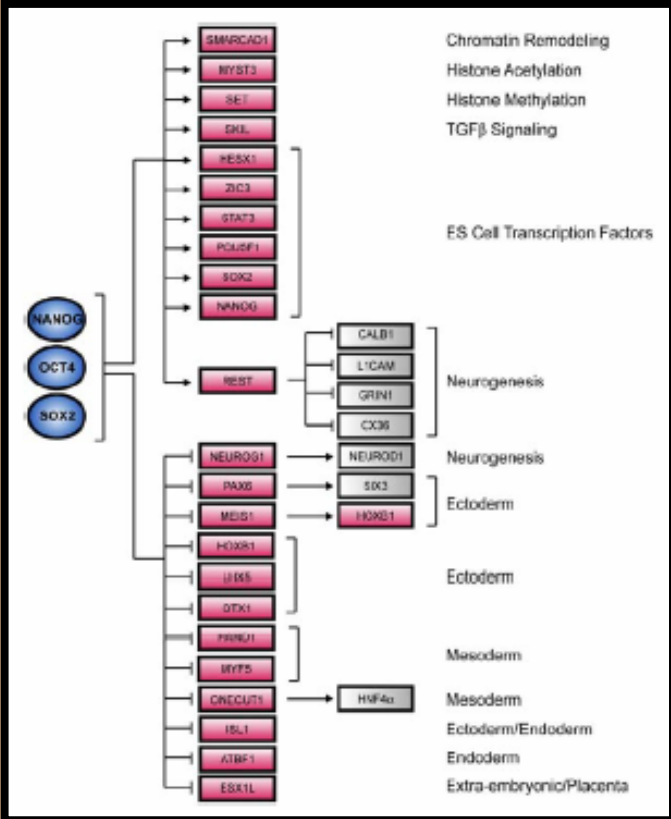 SMARCAD1 Chromatin Remodeling
MYST3 Histone Acetylation
SET Histone Methylation
SKIL TGFβ Signaling
HESX1
ZIC3
STAT3 ES Cell Transcription Factors
POU5F1
SOX2
NANOG
NANOG
OCT4
SOX2
CALB1
L1CAM
REST Neurogenesis
GRIN1
CX36
NEUROG1 NEUROD1 Neurogenesis
PAX6 SIX3
Ectoderm
MEIS1 HOXB1
HOXB1
LHX5 Ectoderm
OTX1
HAND1
Mesoderm
MYF5
ONECUT1 HNF4α Mesoderm
ISL1 Ectoderm/Endoderm
ATBF1 Endoderm
ESX1L Extra-embryonic/Placenta